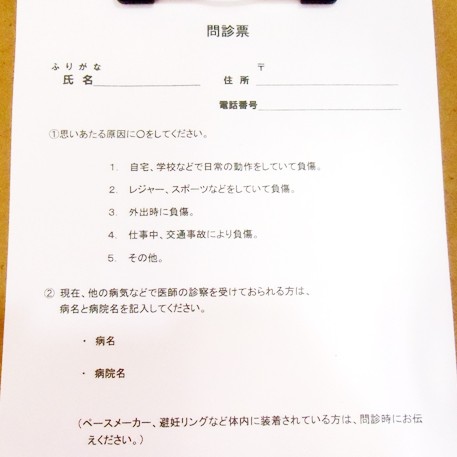 問診票
ふりがな 〒
氏名 住所
電話番号
①思いあたる原因に○をしてください。
1. 自宅、学校などで日常の動作をしていて負傷。
2. レジャー、スポーツなどをしていて負傷。
3. 外出時に負傷。
4. 仕事中、交通事故により負傷。
5. その他。
② 現在、他の病気などで医師の診察を受けておられる方は、
病名と病院名を記入してください。
・ 病名
・ 病院名
(ペースメーカー、避妊リングなど体内に装着されている方は、問診時にお伝
えください。)